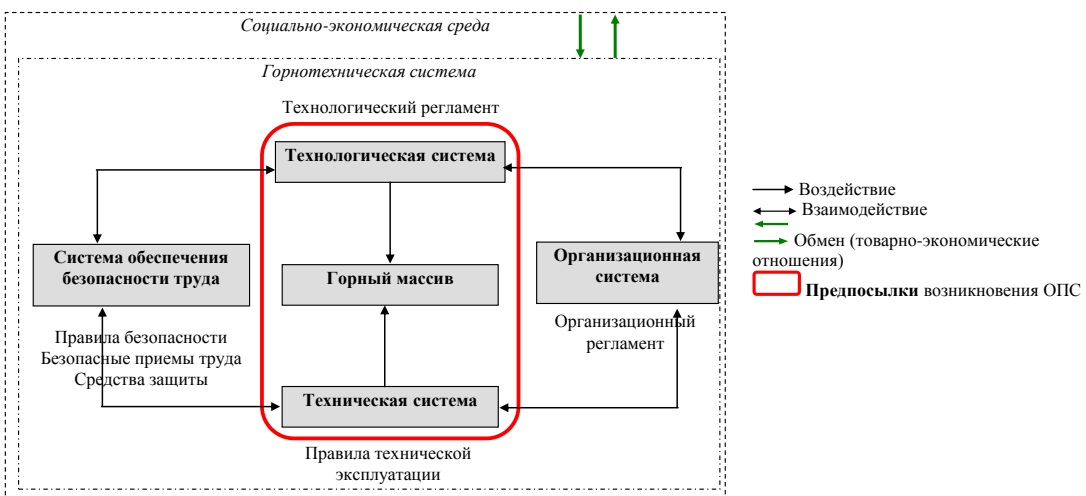 Социально-экономическая среда
Горнотехническая система
Технологический регламент
Технологическая система
Система обеспечения
безопасности труда
Горный массив
Организационная
система
Правила безопасности
Безопасные приемы труда
Средства защиты
Организационный
регламент
Техническая система
Правила технической
эксплуатации
Воздействие
Взаимодействие
Обмен (товарно-экономические
отношения)
Предпосылки возникновения ОПС